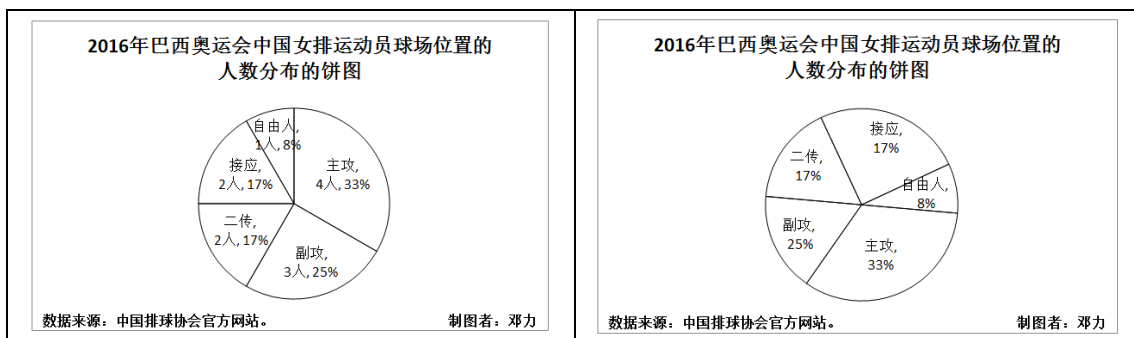 2016年巴西奥运会中国女排运动员球场位置的
人数分布的饼图
自由人,
1人, 8%
主攻,
4人, 33%
接应,
2人, 17%
二传,
2人, 17%
副攻,
3人, 25%
数据来源：中国排球协会官方网站。 制图者：邓力
2016年巴西奥运会中国女排运动员球场位置的
人数分布的饼图
接应,
17%
二传,
17%
自由人,
8%
副攻,
25%
主攻,
33%
数据来源：中国排球协会官方网站。 制图者：邓力